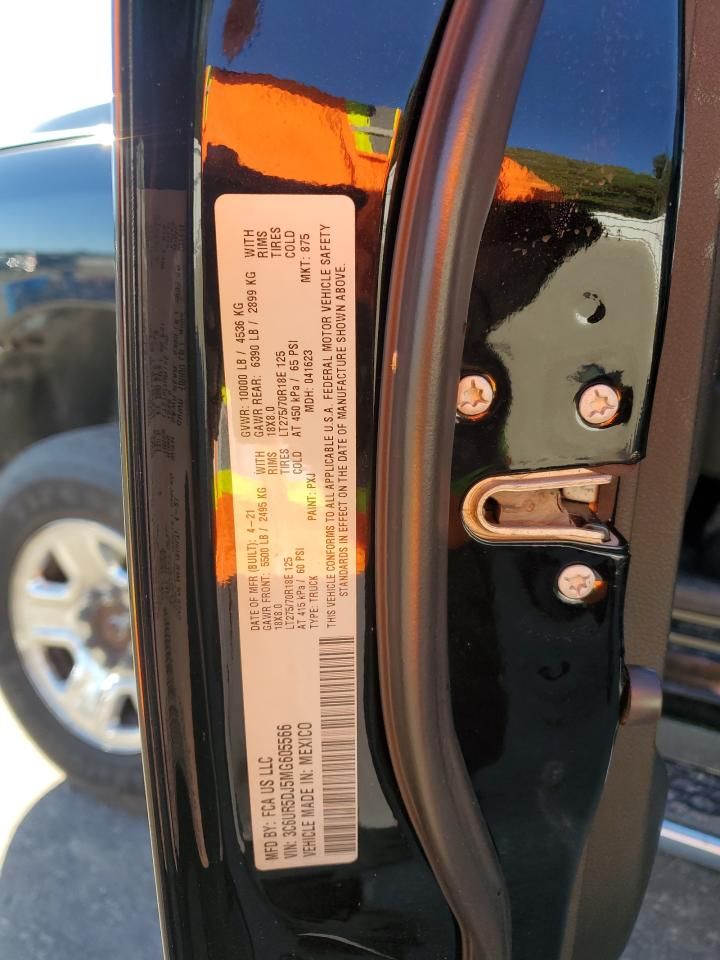 MFD BY: FCA US LLC
VIN: 3C6UR5DJ5MG605566
VEHICLE MADE IN: MEXICO
DATE OF MFR (BUILT): 4-21 GVWR: 10000 LB / 4536 KG
GAWR FRONT: 5500 LB / 2495 KG WITH GAWR REAR: 6390 LB / 2899 KG WITH
18X8.0 RIMS 18X8.0 RIMS
LT275/70R18E 125 TIRES LT275/70R18E 125 TIRES
AT 415 kPa / 60 PSI COLD AT 450 kPa / 65 PSI COLD
TYPE: TRUCK PAINT: PXJ MDH: 041623 MKT: 875
THIS VEHICLE CONFORMS TO ALL APPLICABLE U.S.A. FEDERAL MOTOR VEHICLE SAFETY
STANDARDS IN EFFECT ON THE DATE OF MANUFACTURE SHOWN ABOVE.